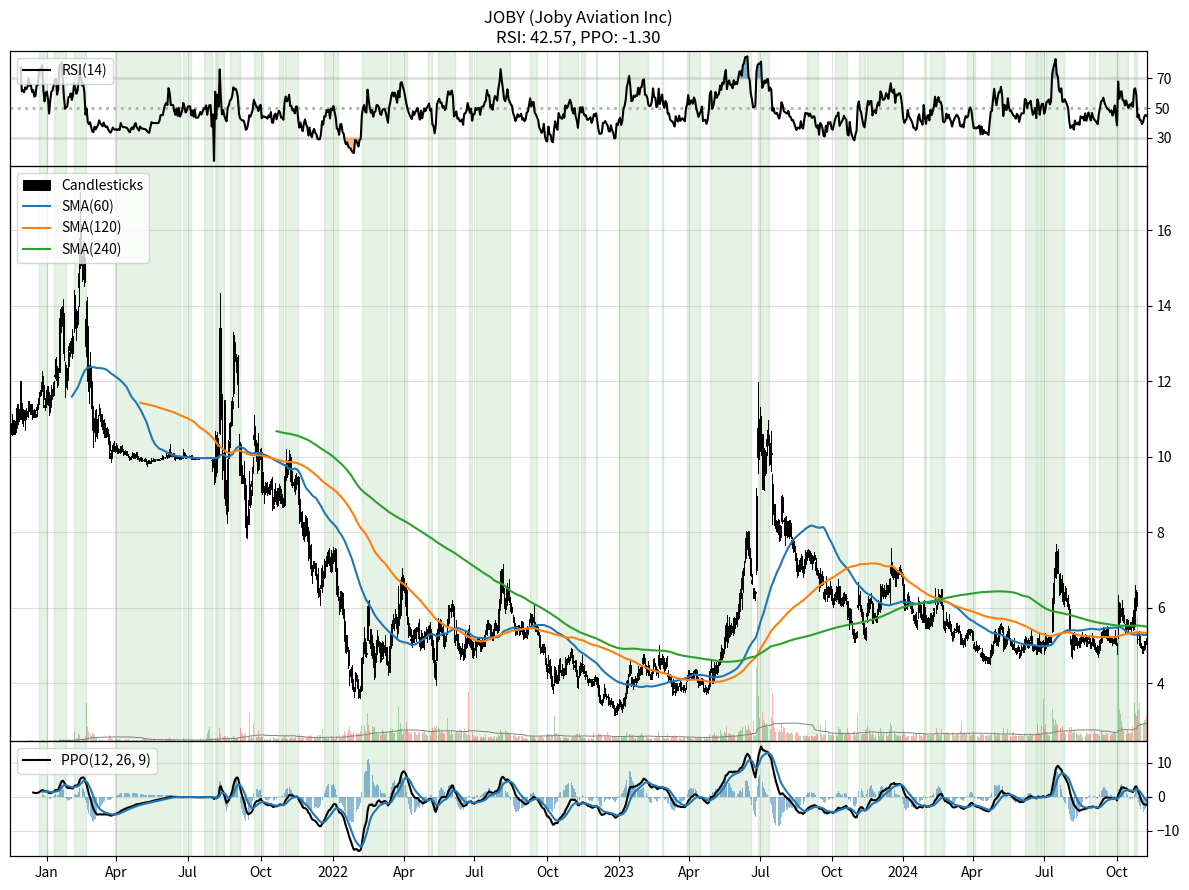 JOBY (Joby Aviation Inc)
RSI: 42.57, PPO: -1.30
RSI(14)
70
50
30
Candlesticks
SMA(60)
SMA(120)
SMA(240)
16
14
12
10
8
6
4
PPO(12, 26, 9)
10
0
−10
Jan Apr Jul Oct 2022 Apr Jul Oct 2023 Apr Jul Oct 2024 Apr Jul Oct